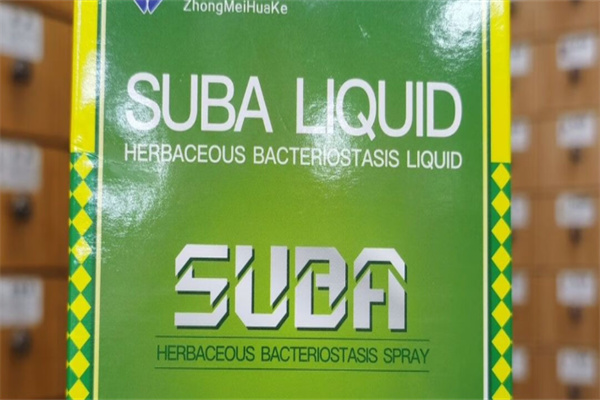 ZhongMeiHuaKe
SUBA LIQUID
HERBACEOUS BACTERIOSTASIS LIQUID
SUBA
HERBACEOUS BACTERIOSTASIS SPRAY